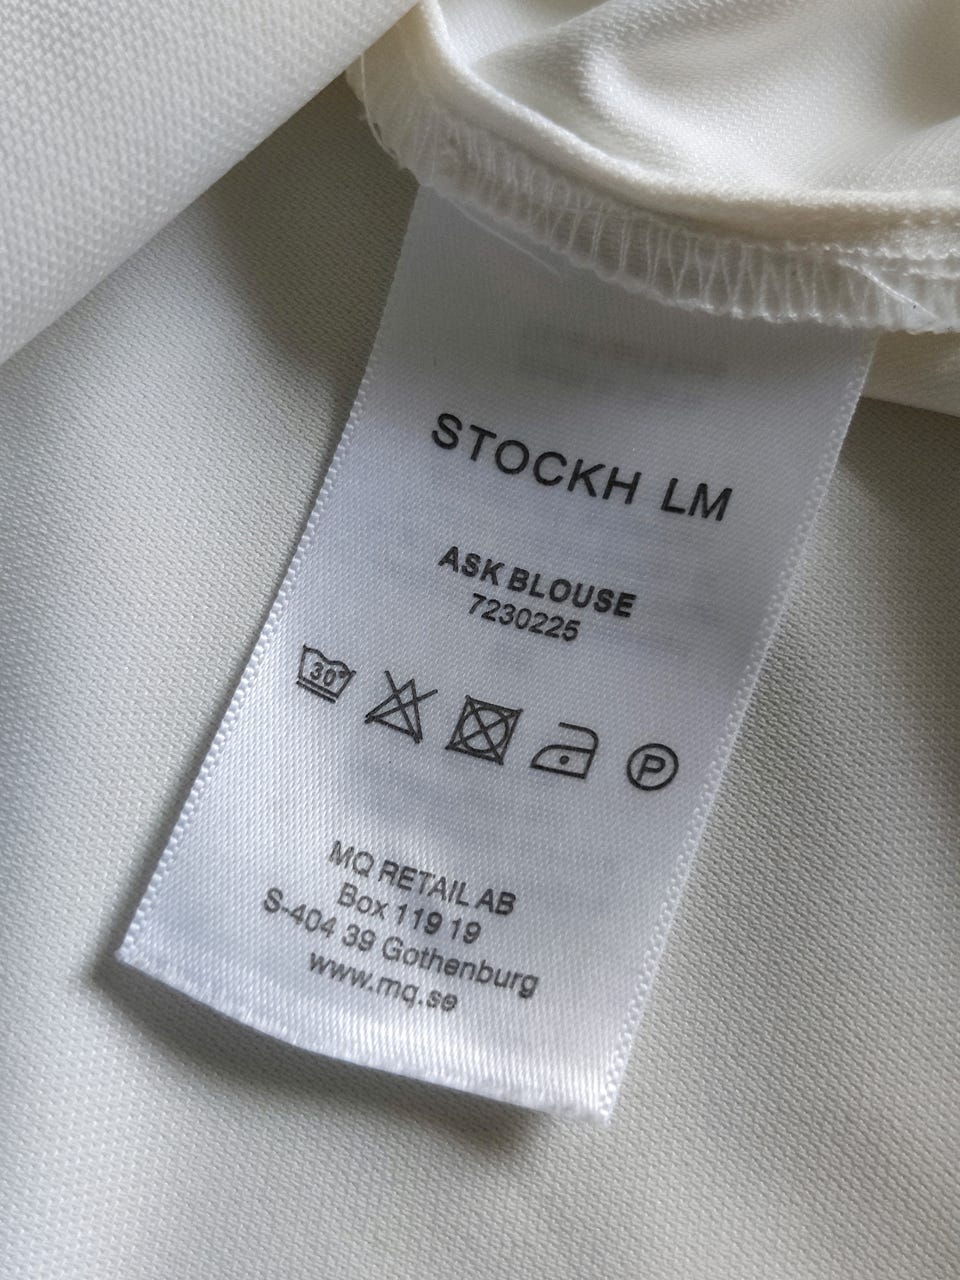 STOCKH LM
ASK BLOUSE
7230225
30°
P
MQ RETAIL AB
Box 119 19
S-404 39 Gothenburg
www.mq.se